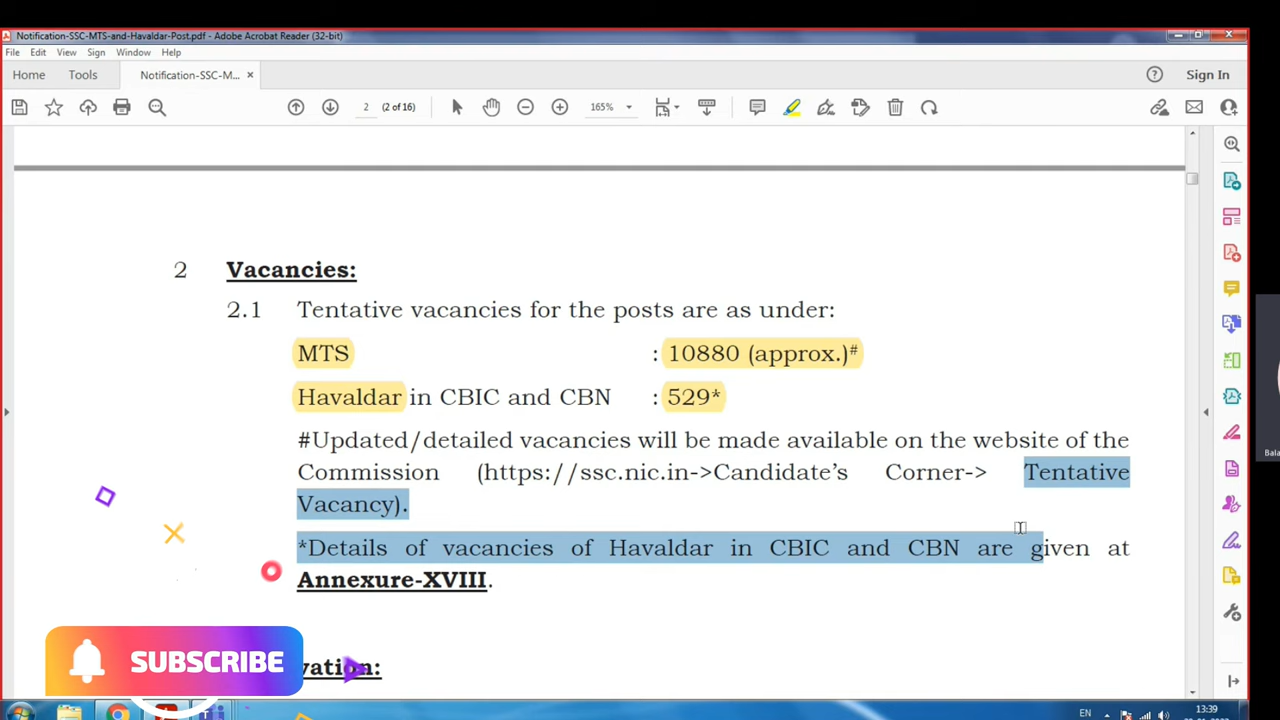 Notification-SSC-MTS-and-Havaldar-Post.pdf - Adobe Acrobat Reader (32-bit)
File Edit View Sign Window Help
Home Tools Notification-SSC-M... × Sign In
2 (2 of 16) 165%
2 Vacancies:
2.1 Tentative vacancies for the posts are as under:
MTS : 10880 (approx.)#
Havaldar in CBIC and CBN : 529*
#Updated/detailed vacancies will be made available on the website of the
Commission (https://ssc.nic.in->Candidate’s Corner-> Tentative
Vacancy).
*Details of vacancies of Havaldar in CBIC and CBN are given at
Annexure-XVIII.
vation:
SUBSCRIBE
Bala
EN 13:39